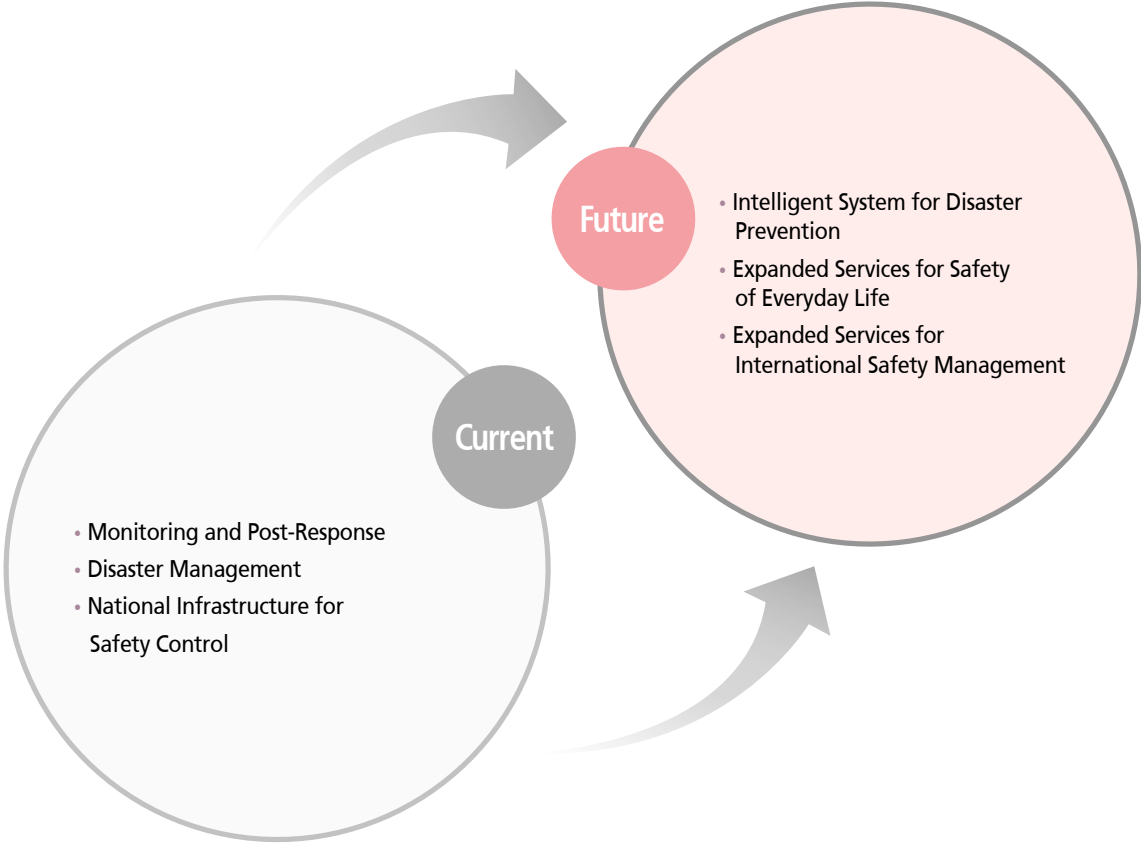 Future
• Intelligent System for Disaster
Prevention
• Expanded Services for Safety
of Everyday Life
• Expanded Services for
International Safety Management
Current
• Monitoring and Post-Response
• Disaster Management
• National Infrastructure for
Safety Control